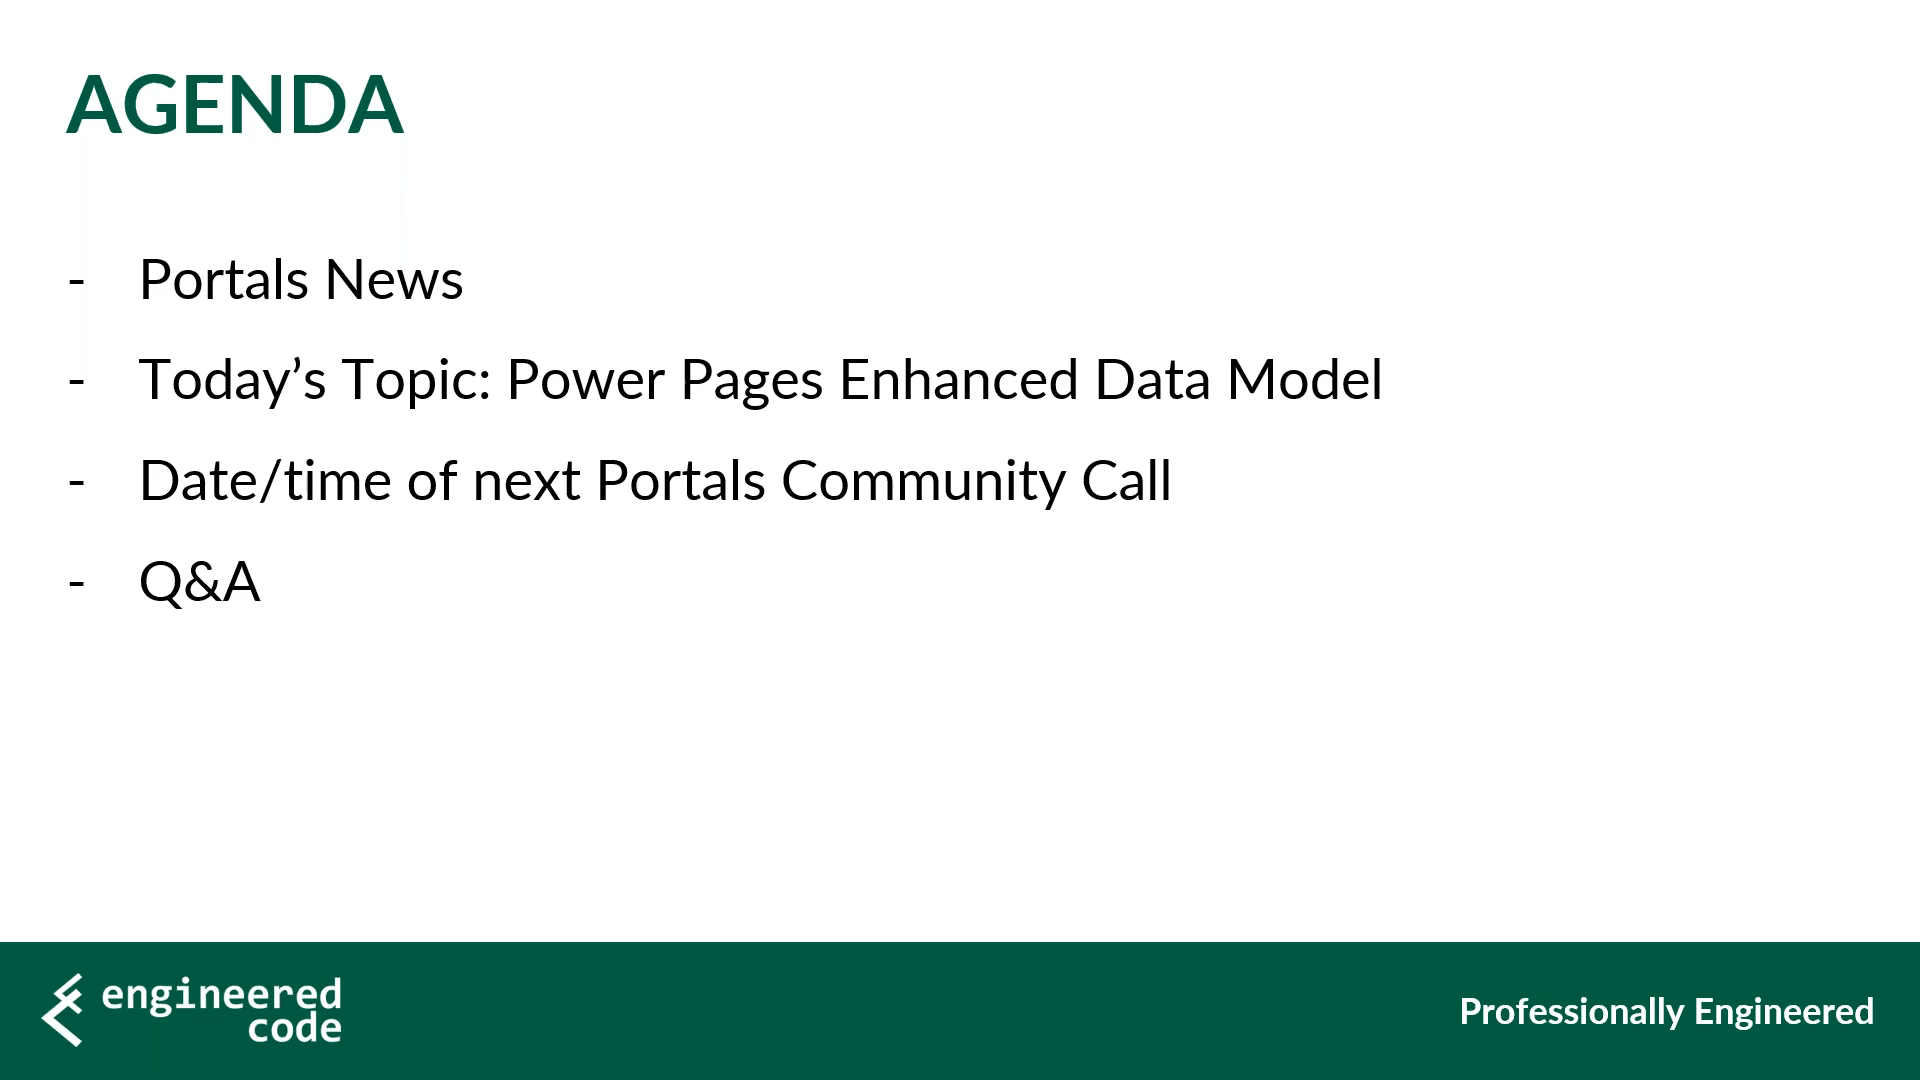 AGENDA
- Portals News
- Today’s Topic: Power Pages Enhanced Data Model
- Date/time of next Portals Community Call
- Q&A
engineered
code
Professionally Engineered